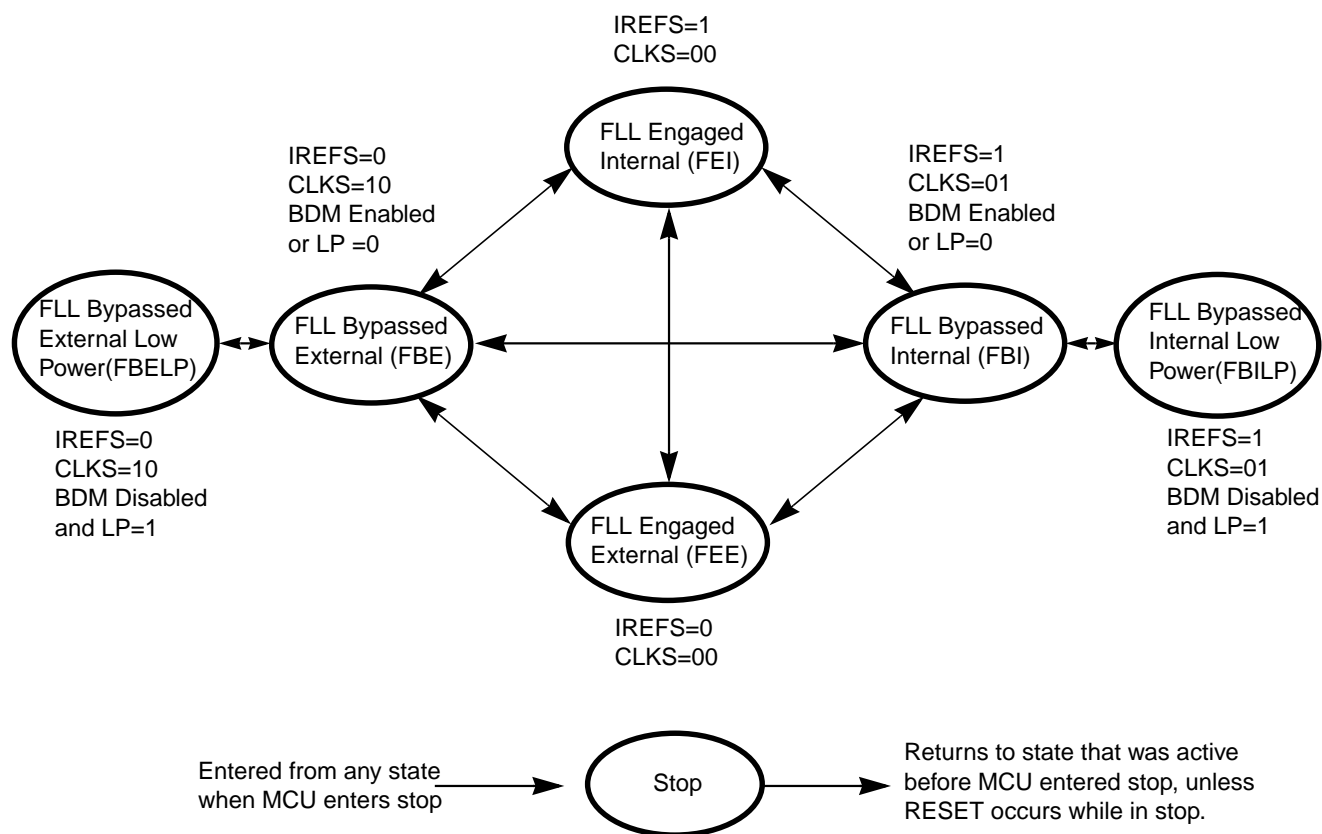 IREFS=1
CLKS=00
FLL Engaged
Internal (FEI)
IREFS=0
CLKS=10
BDM Enabled
or LP =0
IREFS=1
CLKS=01
BDM Enabled
or LP=0
FLL Bypassed
External Low
Power(FBELP)
FLL Bypassed
External (FBE)
FLL Bypassed
Internal (FBI)
FLL Bypassed
Internal Low
Power(FBILP)
IREFS=0
CLKS=10
BDM Disabled
and LP=1
IREFS=1
CLKS=01
BDM Disabled
and LP=1
FLL Engaged
External (FEE)
IREFS=0
CLKS=00
Entered from any state
when MCU enters stop
Stop
Returns to state that was active
before MCU entered stop, unless
RESET occurs while in stop.